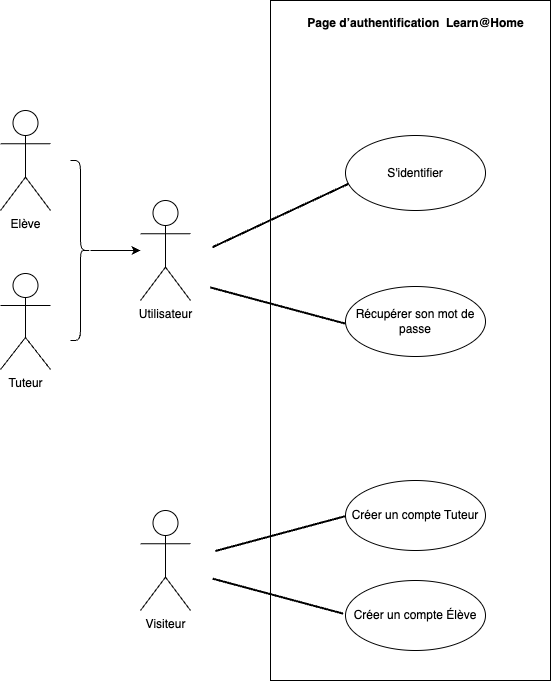 Page d'authentification Learn@Home
S'identifier
Elève
Utilisateur
Récupérer son mot de
passe
Tuteur
Créer un compte Tuteur
Créer un compte Élève
Visiteur